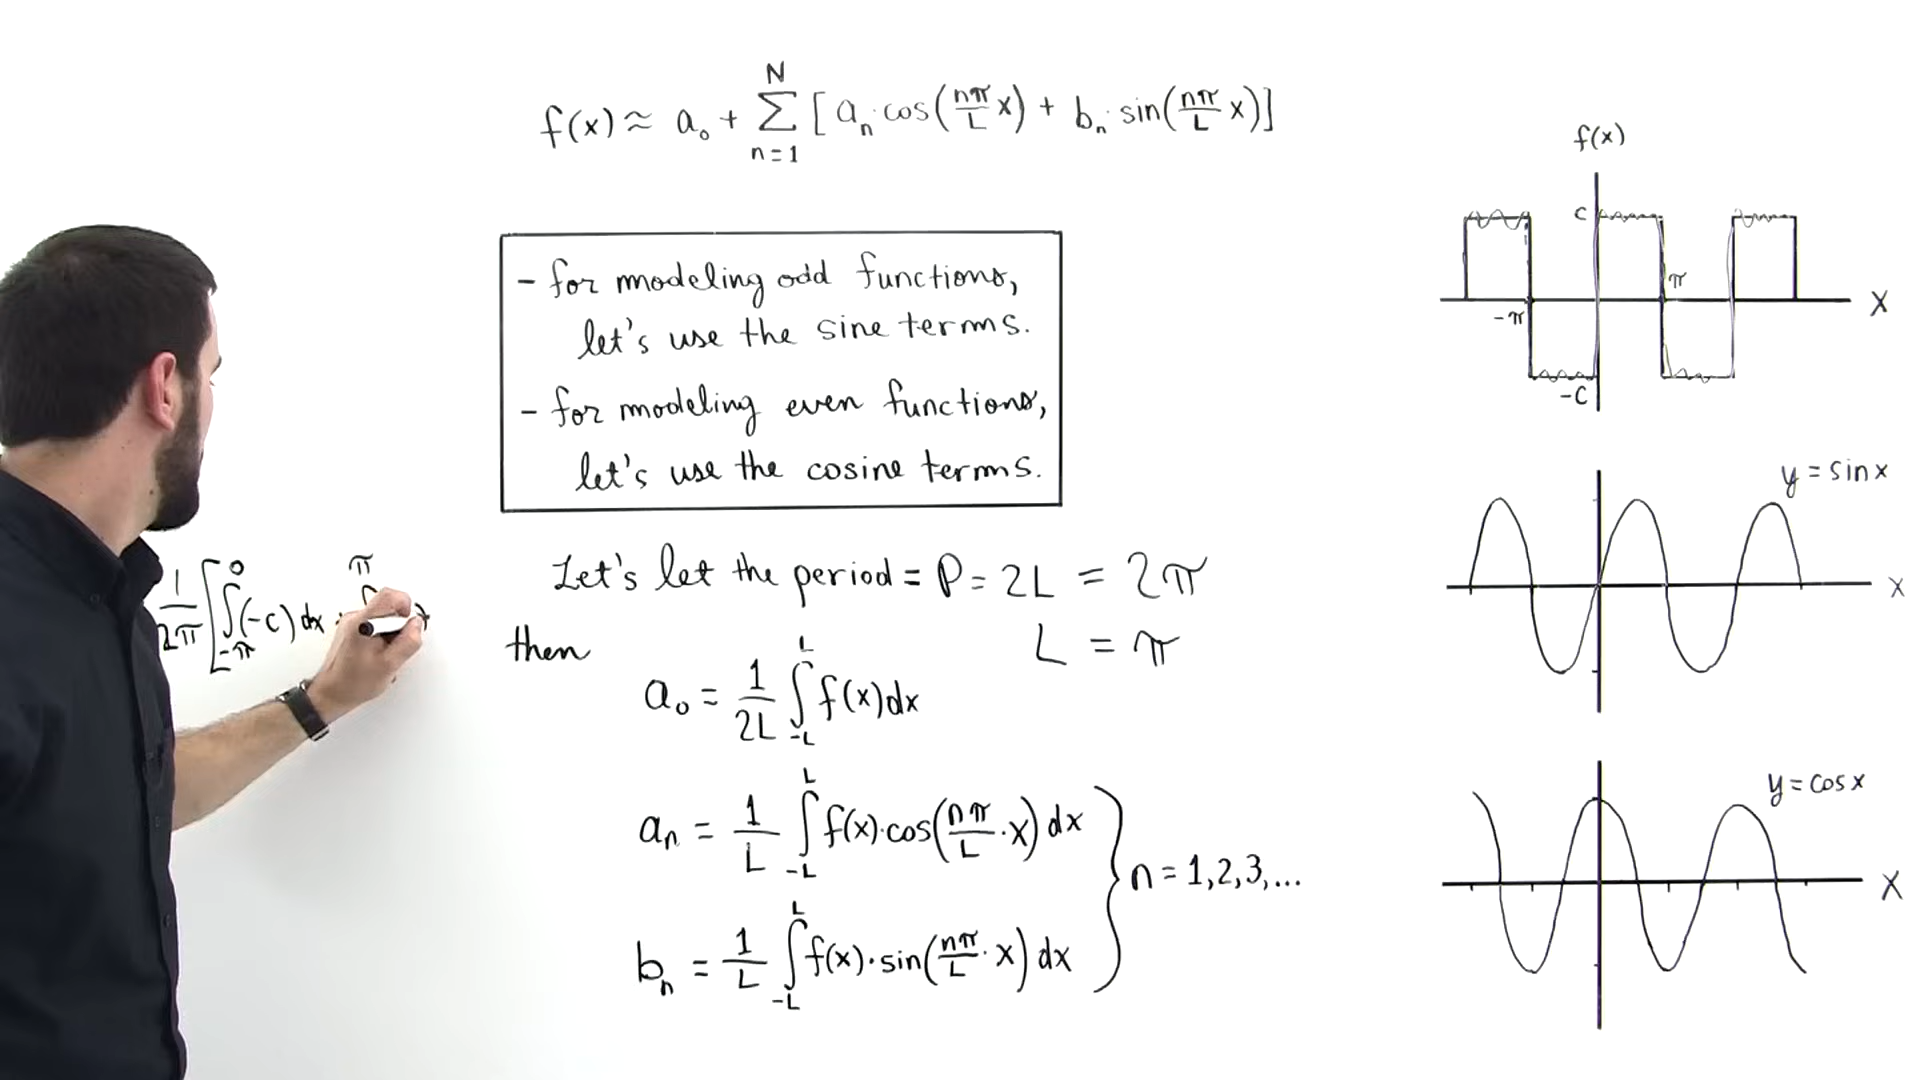 f(x) ≈ a₀ + ∑_{n=1}^{N} [ aₙ·cos(nπ/L x) + bₙ·sin(nπ/L x)]
- for modeling odd functions,
let's use the sine terms.
- for modeling even functions,
let's use the cosine terms.
Let's let the period = P = 2L = 2π
L = π
then
a₀ = 1/2L ∫_{-L}^{L} f(x)dx
aₙ = 1/L ∫_{-L}^{L} f(x)·cos(nπ/L · x) dx
bₙ = 1/L ∫_{-L}^{L} f(x)·sin(nπ/L · x) dx
n = 1,2,3,...
1/2π [ ∫_{-π}^{0} (-c) dx
π
f(x)
c
π
-π
-c
x
y = sin x
x
y = cos x
x